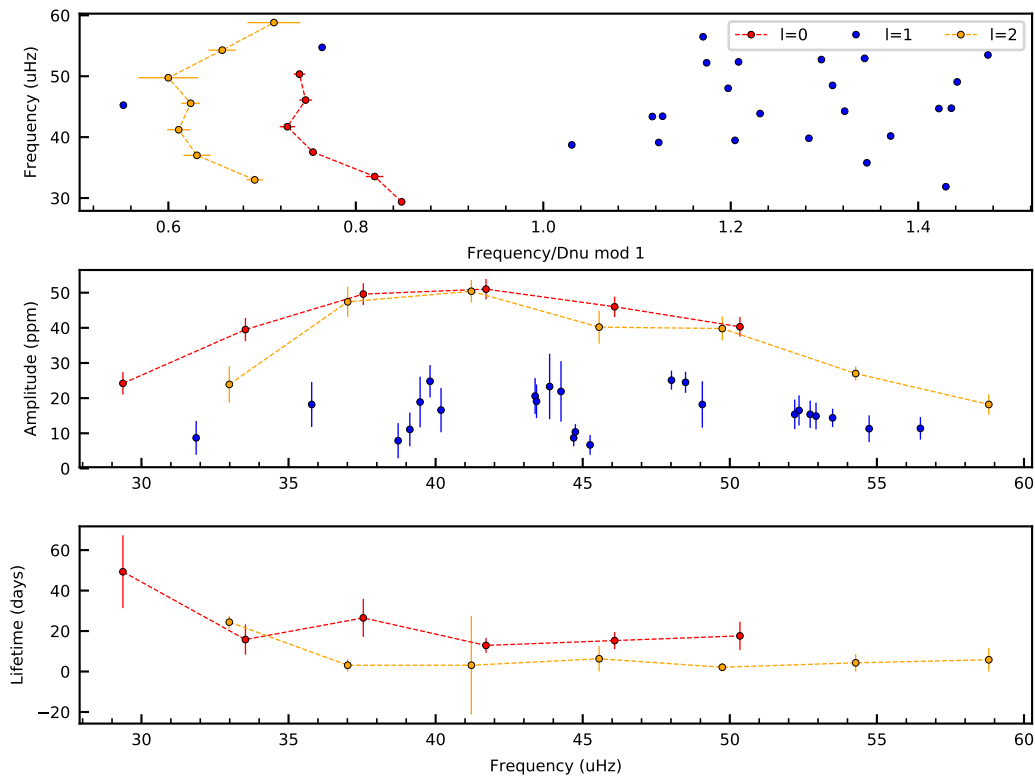 60
50
40
30
Frequency (uHz)
l=0 l=1 l=2
0.6 0.8 1.0 1.2 1.4
Frequency/Dnu mod 1
50
40
30
20
10
0
Amplitude (ppm)
30 35 40 45 50 55 60
60
40
20
0
−20
Lifetime (days)
30 35 40 45 50 55 60
Frequency (uHz)